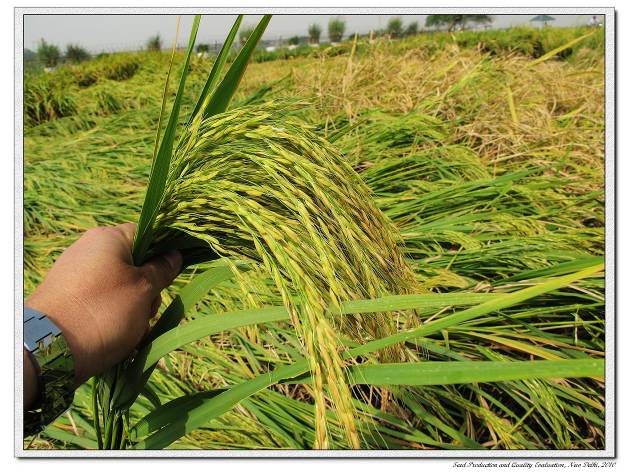 Seed Production and Quality Evaluation, New Delhi, 2010